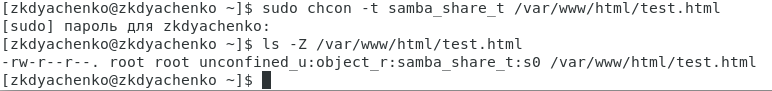 [zkdyachenko@zkdyachenko ~]$ sudo chcon -t samba_share_t /var/www/html/test.html
[sudo] пароль для zkdyachenko:
[zkdyachenko@zkdyachenko ~]$ ls -Z /var/www/html/test.html
-rw-r--r--. root root unconfined_u:object_r:samba_share_t:s0 /var/www/html/test.html
[zkdyachenko@zkdyachenko ~]$